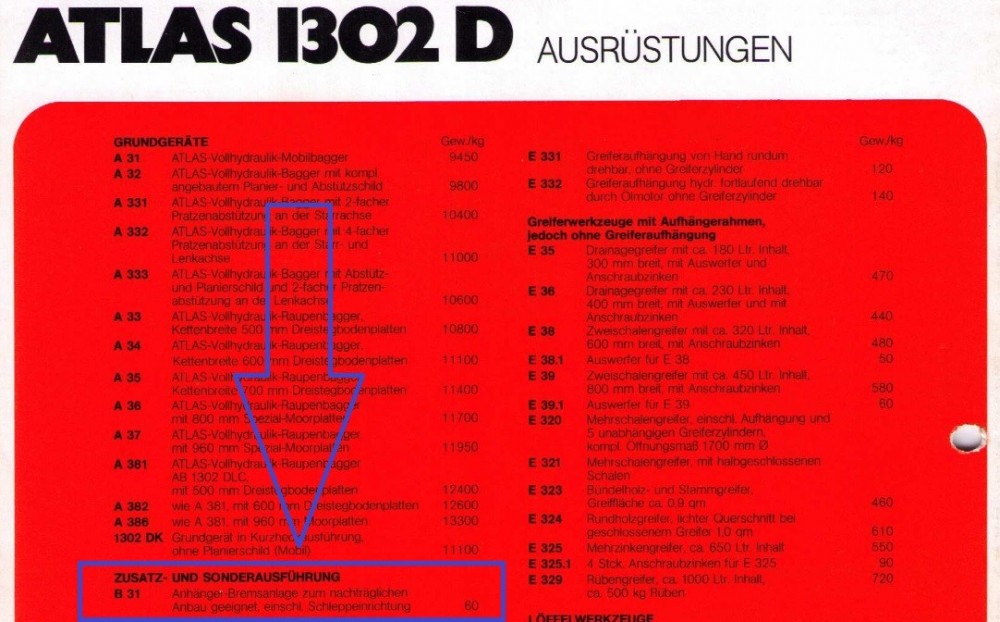 ATLAS 1302 D AUSRÜSTUNGEN
GRUNDGERÄTE Gew./kg
A 31 ATLAS-Vollhydraulik-Mobilbagger 9450
A 32 ATLAS-Vollhydraulik-Bagger mit kompl.
angebautem Planier- und Abstützschild 9800
A 331 ATLAS-Vollhydraulik-Bagger mit 2-facher
Pratzenabstützung an der Starrachse 10400
A 332 ATLAS-Vollhydraulik-Bagger mit 4-facher
Pratzenabstützung an der Starr- und
Lenkachse 11000
A 333 ATLAS-Vollhydraulik-Bagger mit Abstütz-
und Planierschild und 2-facher Pratzen-
abstützung an der Lenkachse 10600
A 33 ATLAS-Vollhydraulik-Raupenbagger,
Kettenbreite 500 mm Dreistegbodenplatten 10800
A 34 ATLAS-Vollhydraulik-Raupenbagger,
Kettenbreite 600 mm Dreistegbodenplatten 11100
A 35 ATLAS-Vollhydraulik-Raupenbagger
Kettenbreite 700 mm Dreistegbodenplatten 11400
A 36 ATLAS-Vollhydraulik-Raupenbagger
mit 800 mm Spezial-Moorplatten 11700
A 37 ATLAS-Vollhydraulik-Raupenbagger
mit 960 mm Spezial-Moorplatten 11950
A 381 ATLAS-Vollhydraulik-Raupenbagger
AB 1302 DLC,
mit 500 mm Dreistegbodenplatten 12400
A 382 wie A 381, mit 600 mm Dreistegbodenplatten 12600
A 386 wie A 381, mit 960 mm Moorplatten 13300
1302 DK Grundgerät in Kurzheckausführung,
ohne Planierschild (Mobil) 11100
ZUSATZ- UND SONDERAUSFÜHRUNG
B 31 Anhänger-Bremsanlage zum nachträglichen
Anbau geeignet, einschl. Schleppeinrichtung 60
Gew./kg
E 331 Greiferaufhängung von Hand rundum
drehbar, ohne Greiferzylinder 120
E 332 Greiferaufhängung hydr. fortlaufend drehbar
durch Ölmotor ohne Greiferzylinder 140
Greiferwerkzeuge mit Aufhängerahmen,
jedoch ohne Greiferaufhängung
E 35 Drainagegreifer mit ca. 180 Ltr. Inhalt,
300 mm breit, mit Auswerfer und
Anschraubzinken 470
E 36 Drainagegreifer mit ca. 230 Ltr. Inhalt,
400 mm breit, mit Auswerfer und mit
Anschraubzinken 440
E 38 Zweischalengreifer mit ca. 320 Ltr. Inhalt,
600 mm breit, mit Anschraubzinken 480
E 38.1 Auswerfer für E 38 50
E 39 Zweischalengreifer mit ca. 450 Ltr. Inhalt,
800 mm breit, mit Anschraubzinken 580
E 39.1 Auswerfer für E 39 60
E 320 Mehrschalengreifer, einschl. Aufhängung und
5 unabhängigen Greiferzylindern,
kompl. Öffnungsmaß 1700 mm Ø
E 321 Mehrschalengreifer, mit halbgeschlossenen
Schalen
E 323 Bündelholz- und Stammgreifer,
Greiffläche ca. 0,9 qm 460
E 324 Rundholzgreifer, lichter Querschnitt bei
geschlossenem Greifer 1,0 qm 610
E 325 Mehrzinkengreifer, ca. 650 Ltr. Inhalt 550
E 325.1 4 Stck. Anschraubzinken für E 325 90
E 329 Rübengreifer, ca. 1000 Ltr. Inhalt, 720
ca. 500 kg Rüben
LÖFFELWERKZEUGE